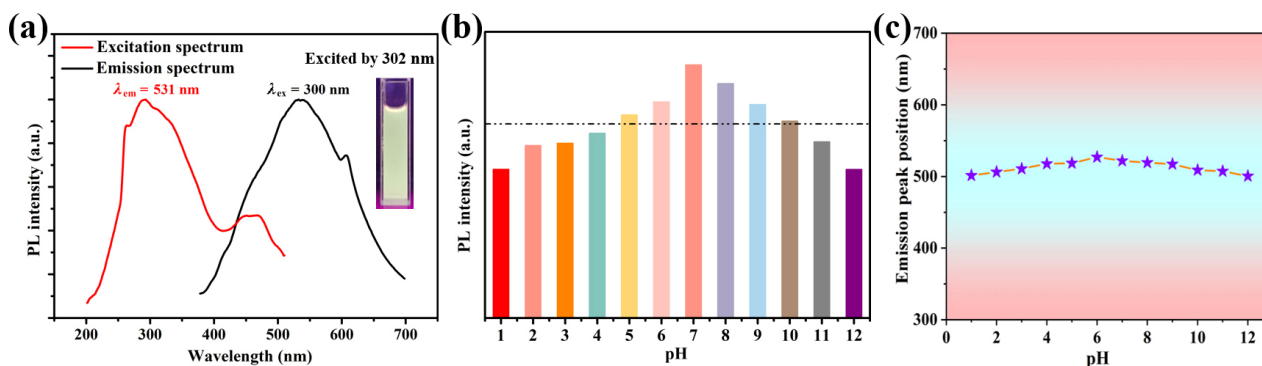 (a)
Excitation spectrum
Emission spectrum
Excited by 302 nm
λem = 531 nm
λex = 300 nm
PL intensity (a.u.)
200 300 400 500 600 700
Wavelength (nm)
(b)
PL intensity (a.u.)
1 2 3 4 5 6 7 8 9 10 11 12
pH
(c)
Emission peak position (nm)
700
600
500
400
300
0 2 4 6 8 10 12
pH